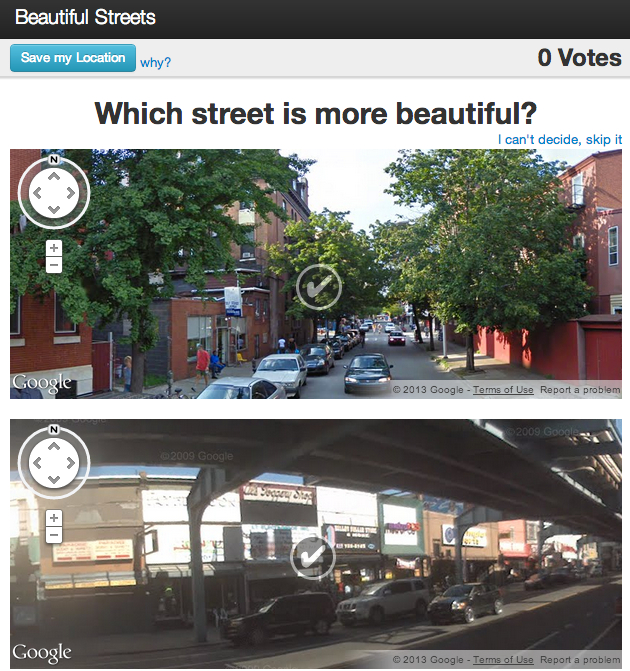 Beautiful Streets
Save my Location why?
0 Votes
Which street is more beautiful?
I can't decide, skip it
N
+
−
Google
© 2013 Google - Terms of Use Report a problem
©2009 Google
©2009 Google
N
+
−
Google
© 2013 Google - Terms of Use Report a problem